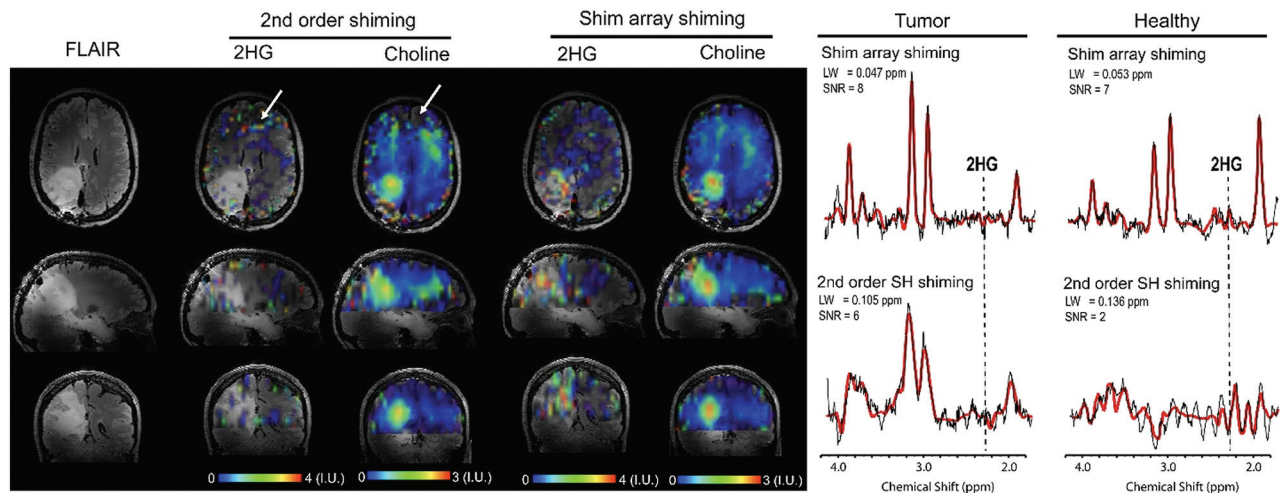 2nd order shiming
Shim array shiming
FLAIR
2HG
Choline
2HG
Choline
0 4 (I.U.)
0 3 (I.U.)
0 4 (I.U.)
0 3 (I.U.)
Tumor
Shim array shiming
LW = 0.047 ppm
SNR = 8
2HG
2nd order SH shiming
LW = 0.105 ppm
SNR = 6
4.0 3.0 2.0
Chemical Shift (ppm)
Healthy
Shim array shiming
LW = 0.053 ppm
SNR = 7
2HG
2nd order SH shiming
LW = 0.136 ppm
SNR = 2
4.0 3.0 2.0
Chemical Shift (ppm)